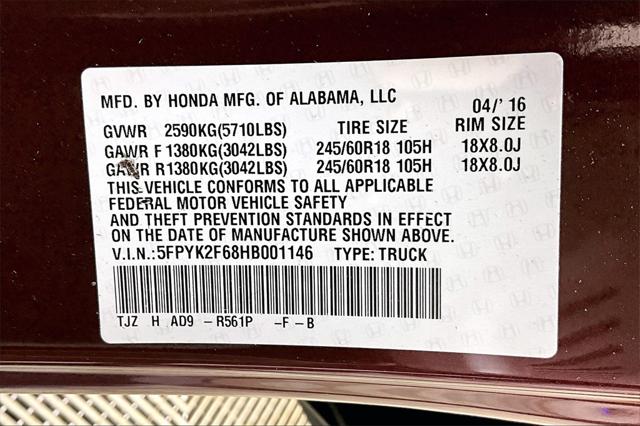 MFD. BY HONDA MFG. OF ALABAMA, LLC 04/' 16
GVWR 2590KG(5710LBS) TIRE SIZE RIM SIZE
GAWR F 1380KG(3042LBS) 245/60R18 105H 18X8.0J
GAWR R1380KG(3042LBS) 245/60R18 105H 18X8.0J
THIS VEHICLE CONFORMS TO ALL APPLICABLE
FEDERAL MOTOR VEHICLE SAFETY
AND THEFT PREVENTION STANDARDS IN EFFECT
ON THE DATE OF MANUFACTURE SHOWN ABOVE.
V.I.N.:5FPYK2F68HB001146 TYPE: TRUCK
TJZ H AD9 -R561P -F-B